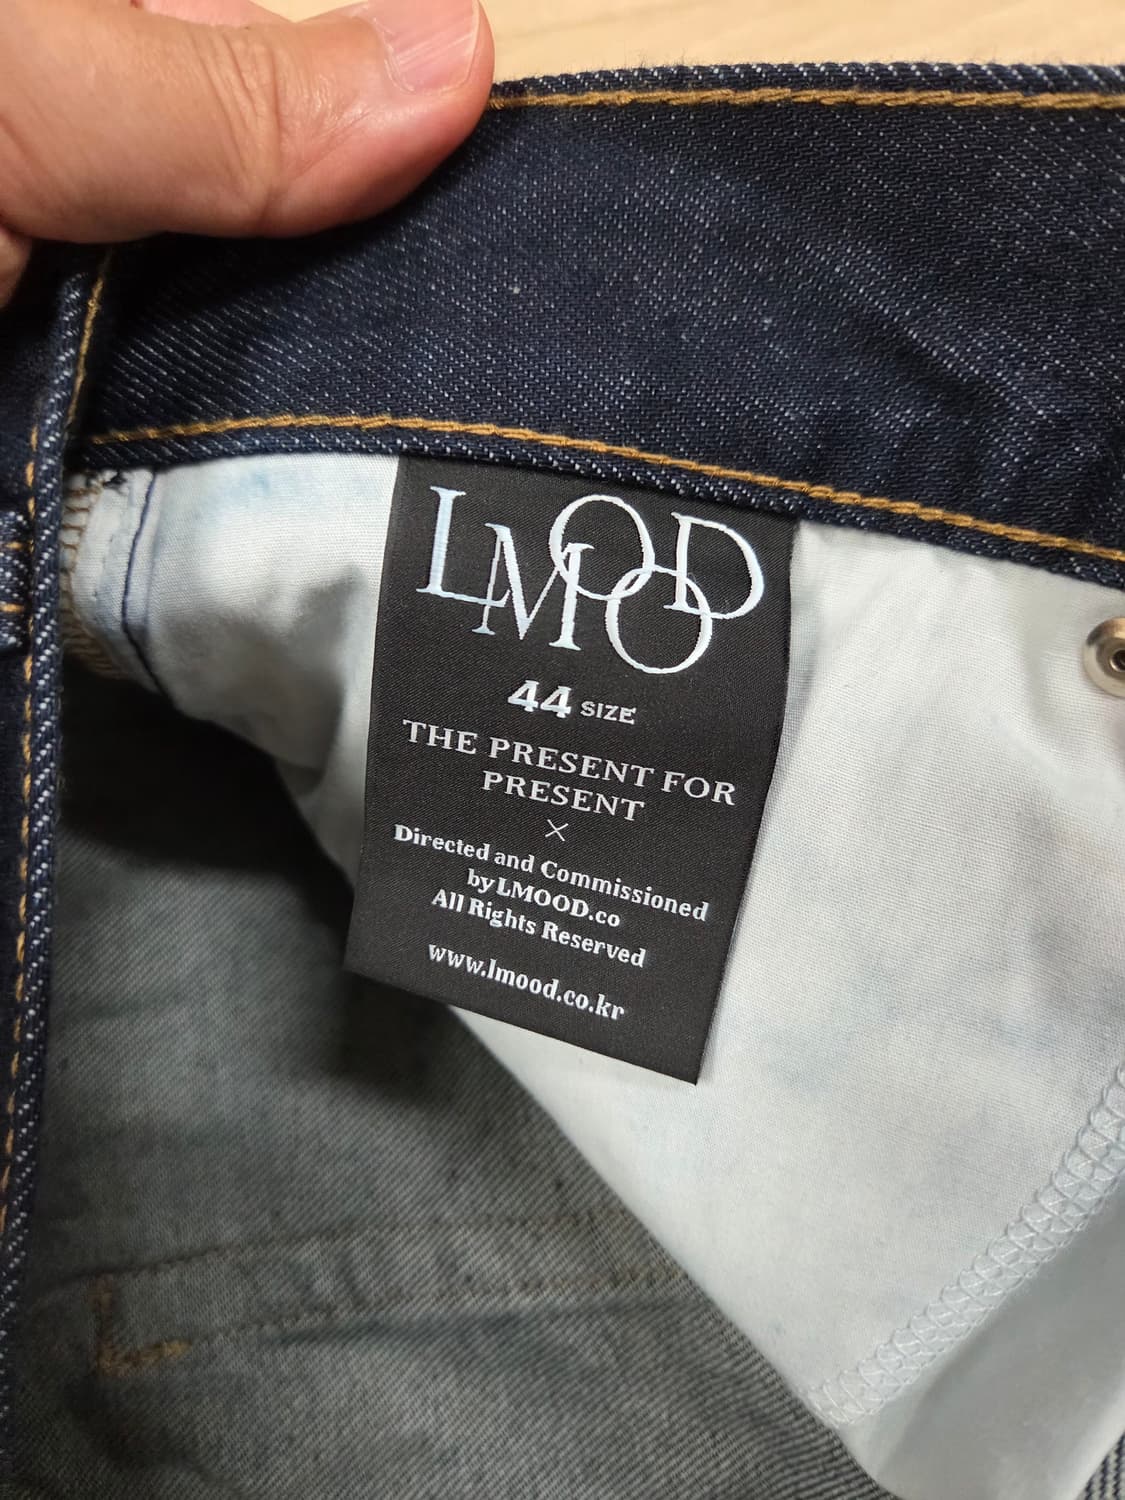 LMOOD
44 SIZE
THE PRESENT FOR
PRESENT
×
Directed and Commissioned
by LMOOD.co
All Rights Reserved
www.lmood.co.kr